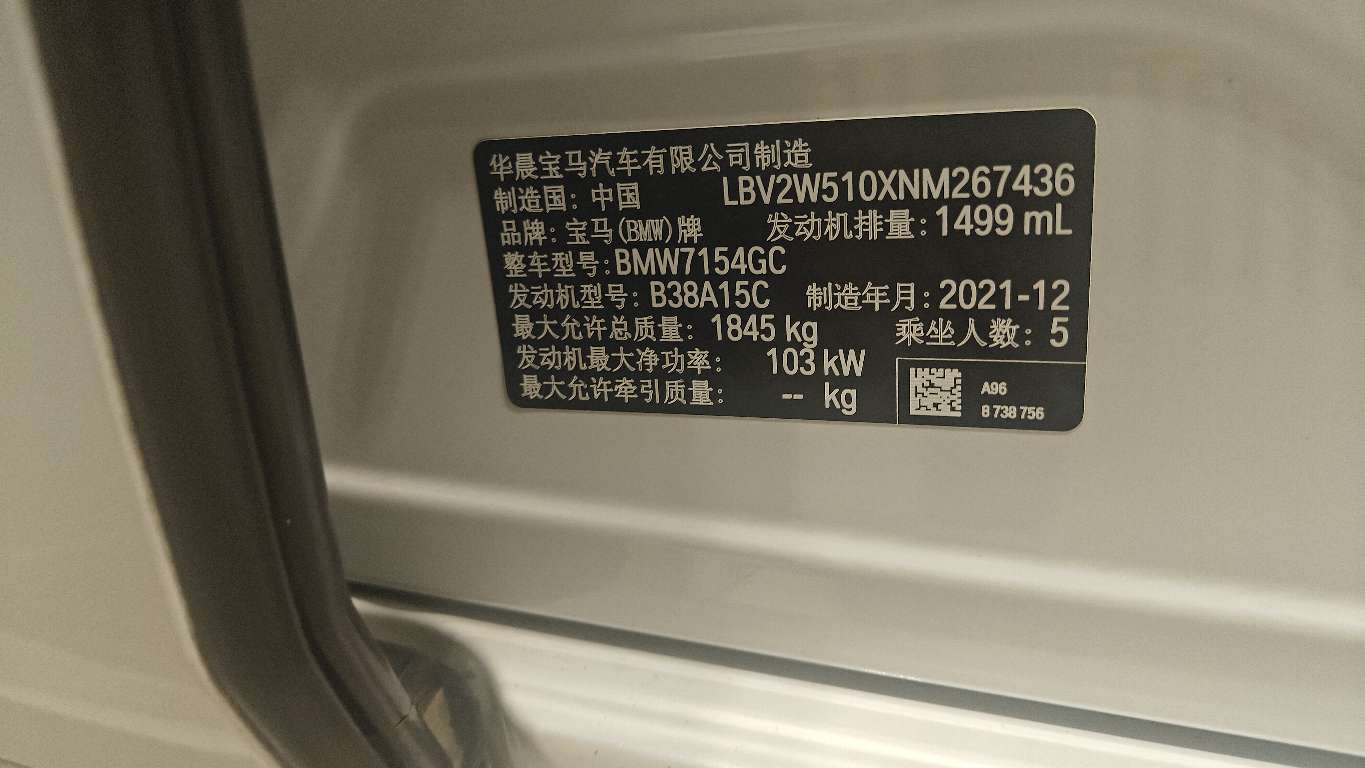 华晨宝马汽车有限公司制造
制造国：中国 LBV2W510XNM267436
品牌：宝马(BMW)牌 发动机排量：1499 mL
整车型号：BMW7154GC
发动机型号：B38A15C 制造年月：2021-12
最大允许总质量：1845 kg 乘坐人数：5
发动机最大净功率：103 kW
最大允许牵引质量：-- kg
A96
8 738 756